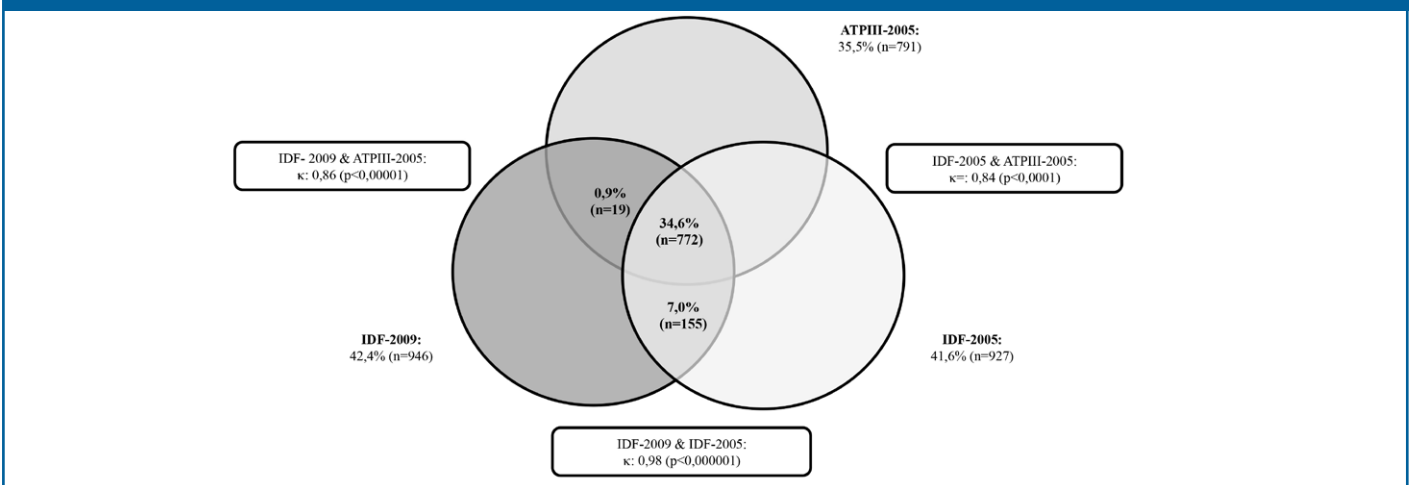 ATPIII-2005:
35,5% (n=791)
IDF- 2009 & ATPIII-2005:
κ: 0,86 (p<0,00001)
IDF-2005 & ATPIII-2005:
κ=: 0,84 (p<0,0001)
0,9%
(n=19)
34,6%
(n=772)
7,0%
(n=155)
IDF-2009:
42,4% (n=946)
IDF-2005:
41,6% (n=927)
IDF-2009 & IDF-2005:
κ: 0,98 (p<0,000001)